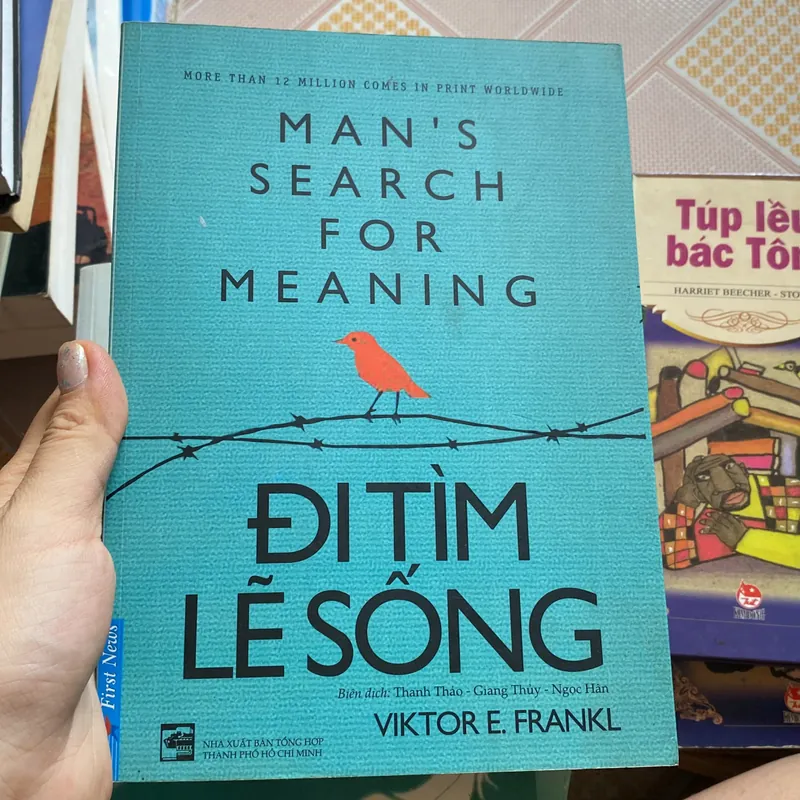 MORE THAN 12 MILLION COMES IN PRINT WORLDWIDE
MAN'S
SEARCH
FOR
MEANING
ĐI TÌM
LẼ SỐNG
Biên dịch: Thanh Thảo - Giang Thủy - Ngọc Hân
VIKTOR E. FRANKL
First News
NHÀ XUẤT BẢN TỔNG HỢP
THÀNH PHỐ HỒ CHÍ MINH
Túp lều
bác Tôm
HARRIET BEECHER - STO